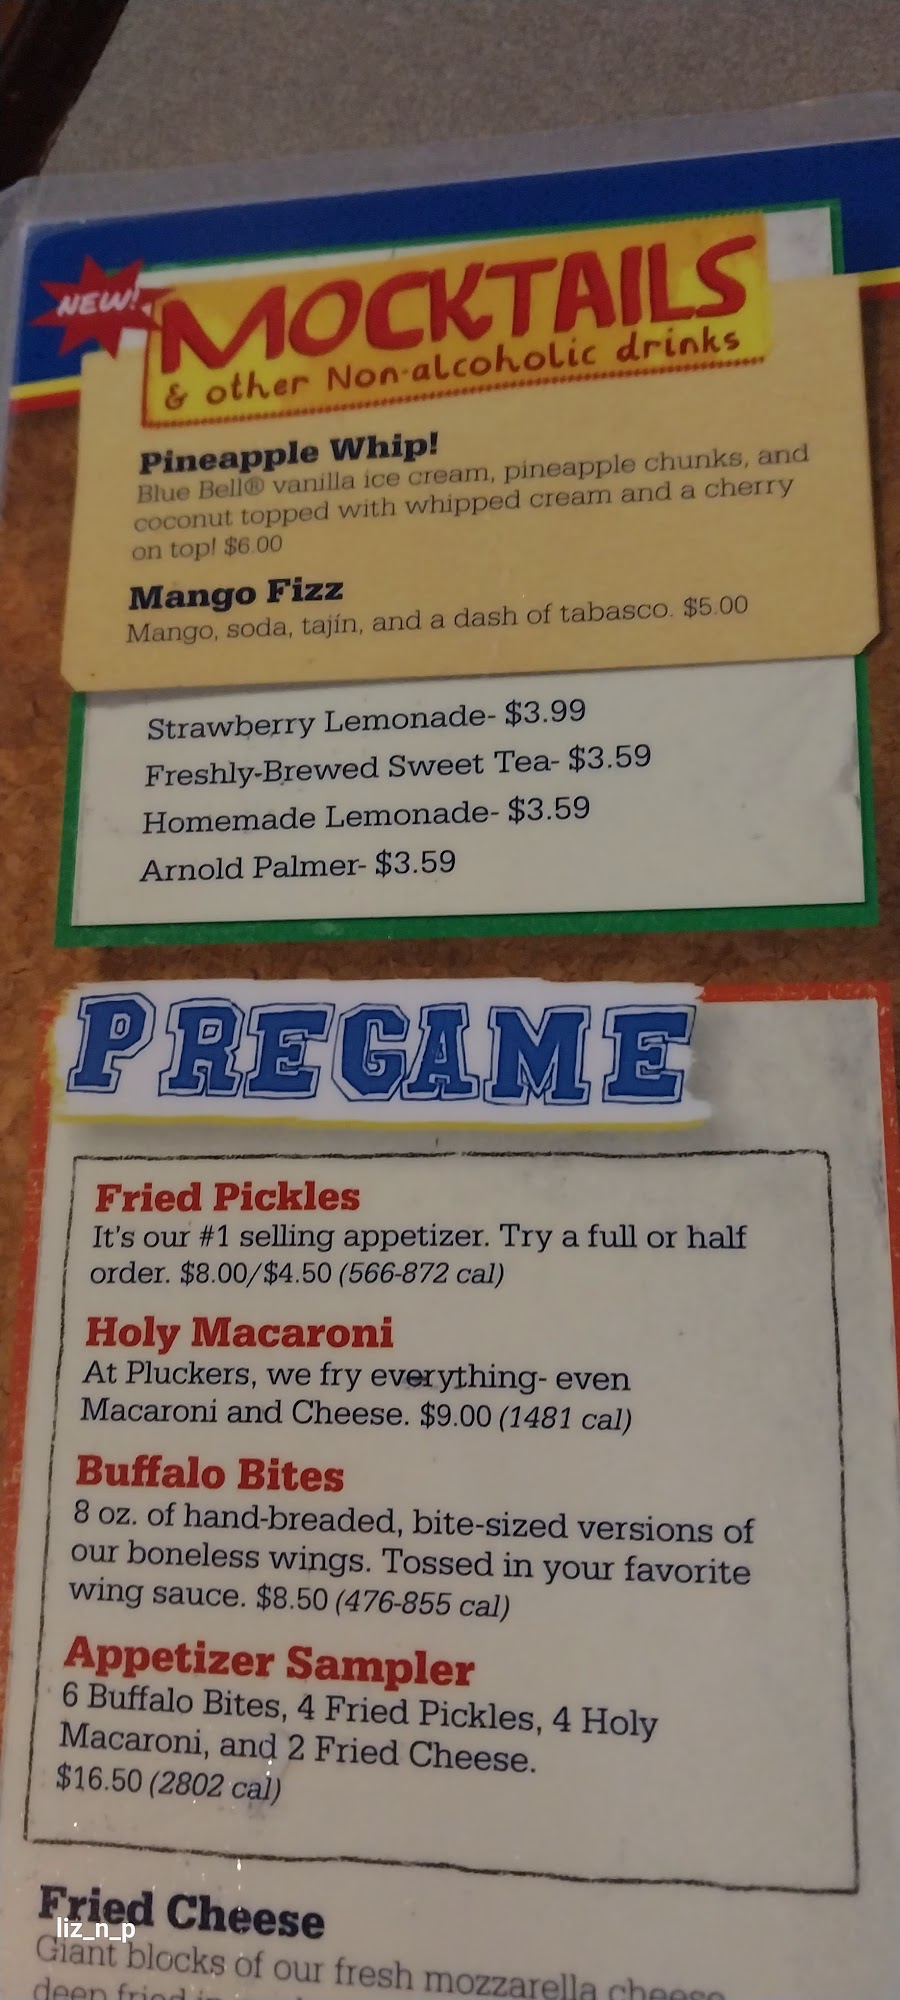 NEW!
MOCKTAILS
& other Non-alcoholic drinks
Pineapple Whip!
Blue Bell® vanilla ice cream, pineapple chunks, and
coconut topped with whipped cream and a cherry
on top! $6.00
Mango Fizz
Mango, soda, tajín, and a dash of tabasco. $5.00
Strawberry Lemonade- $3.99
Freshly-Brewed Sweet Tea- $3.59
Homemade Lemonade- $3.59
Arnold Palmer- $3.59
PREGAME
Fried Pickles
It's our #1 selling appetizer. Try a full or half
order. $8.00/$4.50 (566-872 cal)
Holy Macaroni
At Pluckers, we fry everything- even
Macaroni and Cheese. $9.00 (1481 cal)
Buffalo Bites
8 oz. of hand-breaded, bite-sized versions of
our boneless wings. Tossed in your favorite
wing sauce. $8.50 (476-855 cal)
Appetizer Sampler
6 Buffalo Bites, 4 Fried Pickles, 4 Holy
Macaroni, and 2 Fried Cheese.
$16.50 (2802 cal)
Fried Cheese
liz_n_p
Giant blocks of our fresh mozzarella cheese
deep fried in